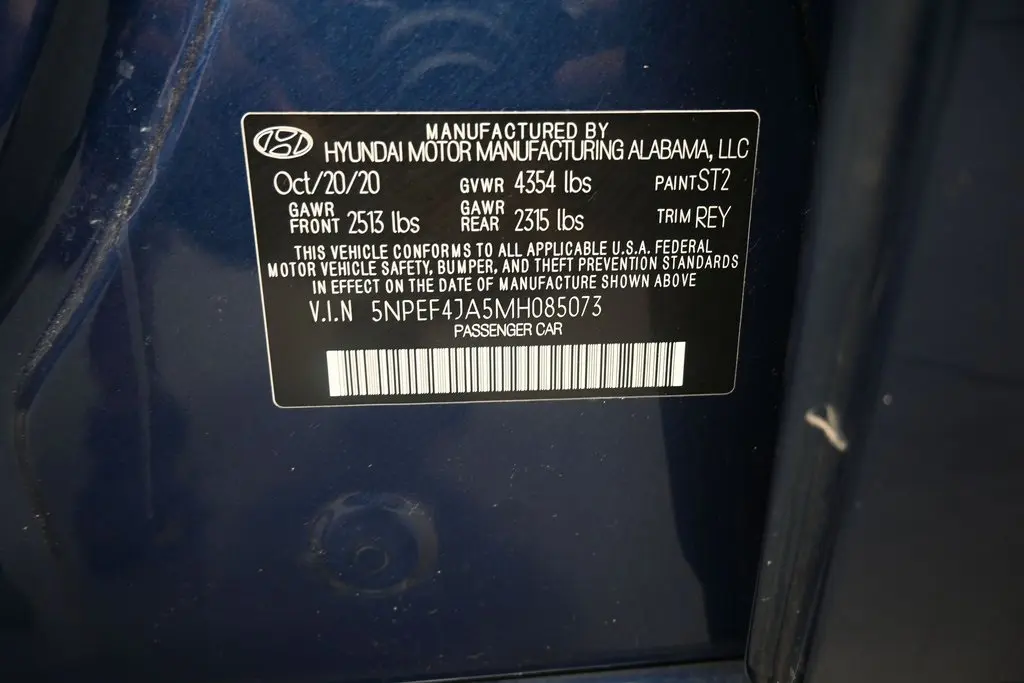 MANUFACTURED BY
HYUNDAI MOTOR MANUFACTURING ALABAMA, LLC
Oct/20/20 GVWR 4354 lbs PAINT ST2
GAWR FRONT 2513 lbs GAWR REAR 2315 lbs TRIM REY
THIS VEHICLE CONFORMS TO ALL APPLICABLE U.S.A. FEDERAL
MOTOR VEHICLE SAFETY, BUMPER, AND THEFT PREVENTION STANDARDS
IN EFFECT ON THE DATE OF MANUFACTURE SHOWN ABOVE
V.I.N 5NPEF4JA5MH085073
PASSENGER CAR